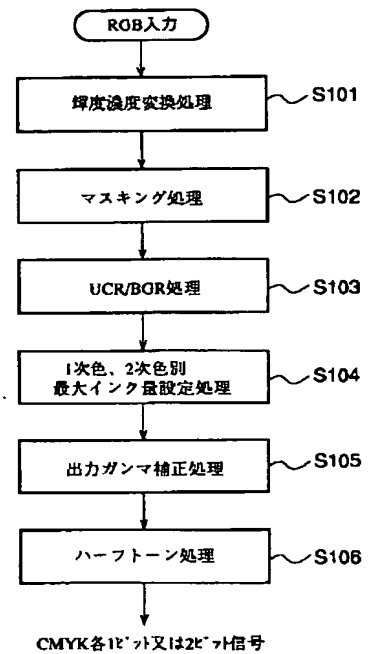 RGB入力
輝度濃度変換処理
S101
マスキング処理
S102
UCR/BGR処理
S103
1次色、2次色別
最大インク量設定処理
S104
出力ガンマ補正処理
S105
ハーフトーン処理
S106
CMYK各1ビット又は2ビット信号